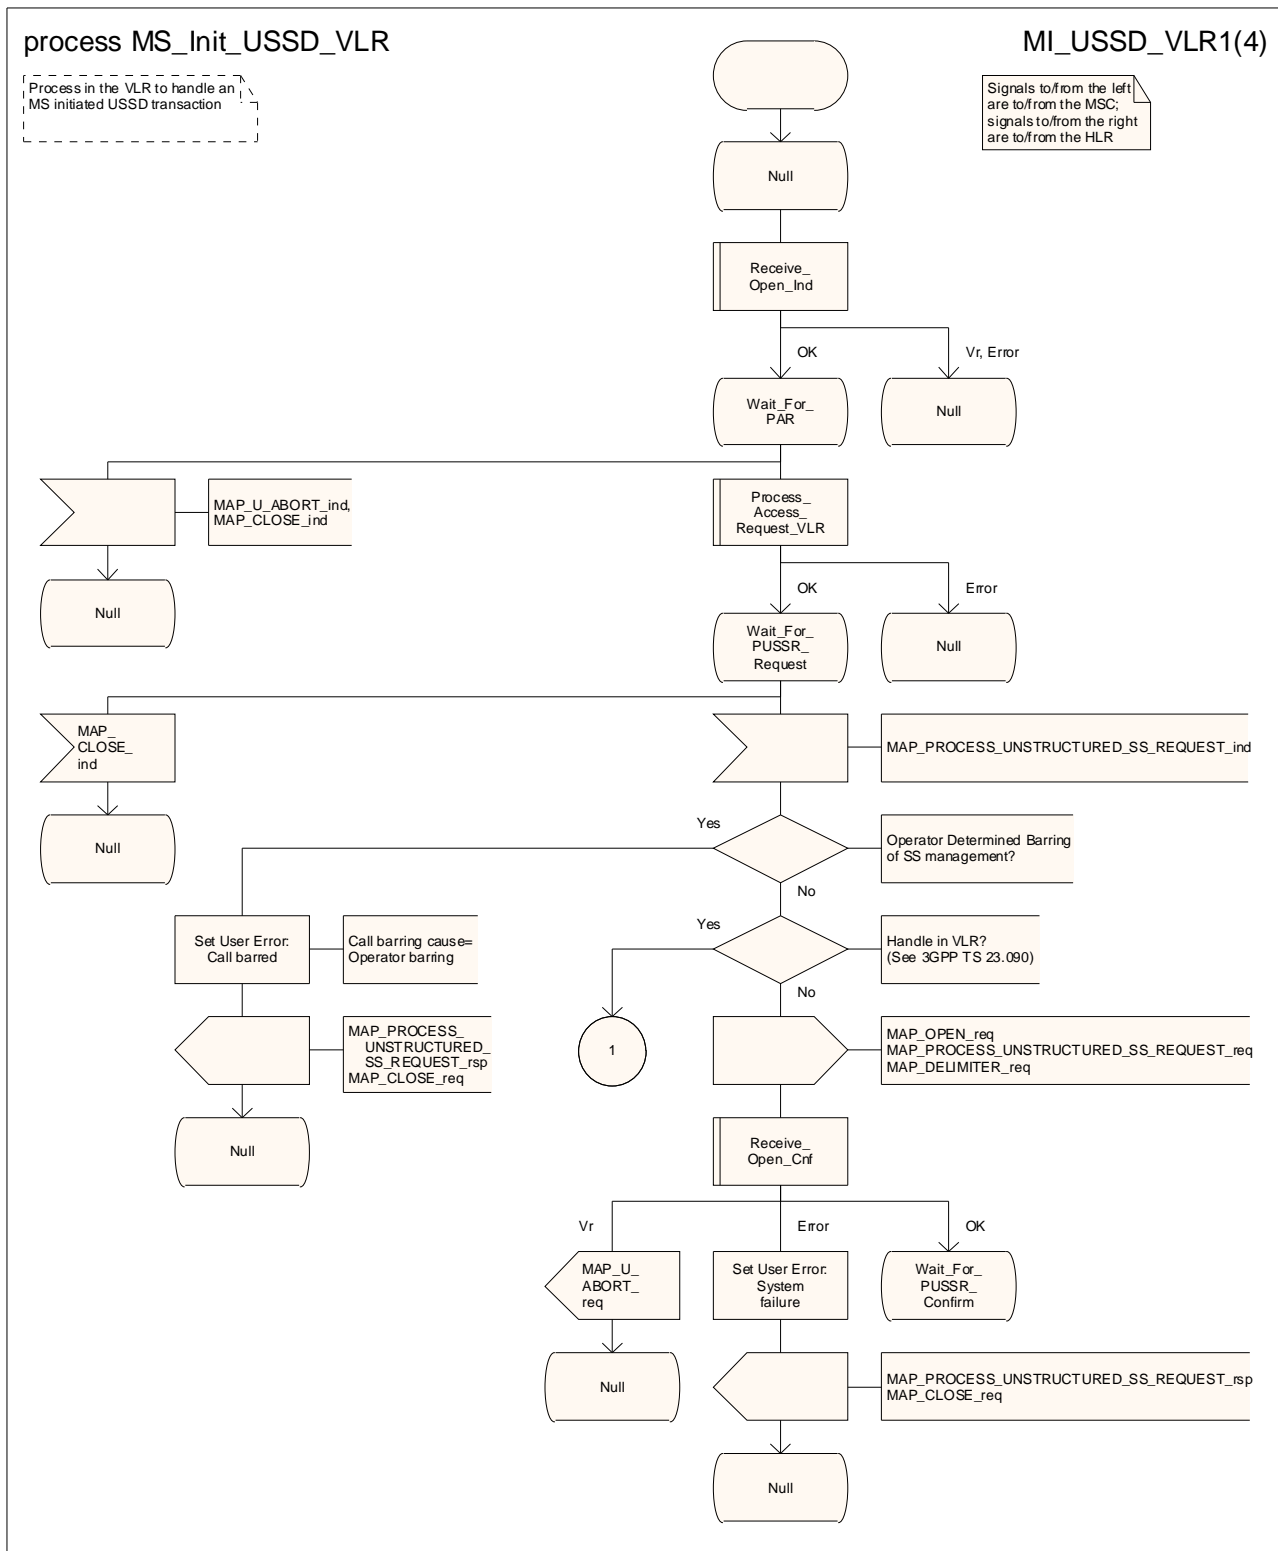 process MS_Init_USSD_VLR
MI_USSD_VLR1(4)
Process in the VLR to handle an
MS initiated USSD transaction
Signals to/from the left
are to/from the MSC;
signals to/from the right
are to/from the HLR
Null
Receive_
Open_Ind
OK
Vr, Error
Wait_For_
PAR
Null
MAP_U_ABORT_ind,
MAP_CLOSE_ind
Process_
Access_
Request_VLR
Null
OK
Error
Wait_For_
PUSSR_
Request
Null
MAP_
CLOSE_
ind
MAP_PROCESS_UNSTRUCTURED_SS_REQUEST_ind
Null
Yes
Operator Determined Barring
of SS management?
No
Set User Error:
Call barred
Call barring cause=
Operator barring
Yes
Handle in VLR?
(See 3GPP TS 23.090)
No
MAP_PROCESS_
UNSTRUCTURED_
SS_REQUEST_rsp
MAP_CLOSE_req
1
MAP_OPEN_req
MAP_PROCESS_UNSTRUCTURED_SS_REQUEST_req
MAP_DELIMITER_req
Null
Receive_
Open_Cnf
Vr
Error
OK
MAP_U_
ABORT_
req
Set User Error:
System
failure
Wait_For_
PUSSR_
Confirm
Null
MAP_PROCESS_UNSTRUCTURED_SS_REQUEST_rsp
MAP_CLOSE_req
Null